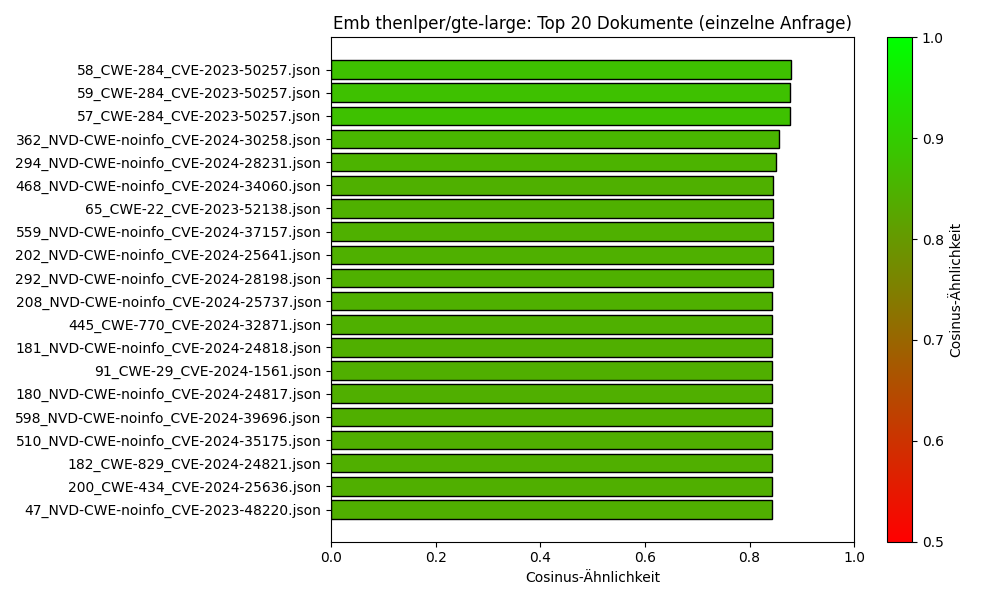 Emb thenlper/gte-large: Top 20 Dokumente (einzelne Anfrage)
58_CWE-284_CVE-2023-50257.json
59_CWE-284_CVE-2023-50257.json
57_CWE-284_CVE-2023-50257.json
362_NVD-CWE-noinfo_CVE-2024-30258.json
294_NVD-CWE-noinfo_CVE-2024-28231.json
468_NVD-CWE-noinfo_CVE-2024-34060.json
65_CWE-22_CVE-2023-52138.json
559_NVD-CWE-noinfo_CVE-2024-37157.json
202_NVD-CWE-noinfo_CVE-2024-25641.json
292_NVD-CWE-noinfo_CVE-2024-28198.json
208_NVD-CWE-noinfo_CVE-2024-25737.json
445_CWE-770_CVE-2024-32871.json
181_NVD-CWE-noinfo_CVE-2024-24818.json
91_CWE-29_CVE-2024-1561.json
180_NVD-CWE-noinfo_CVE-2024-24817.json
598_NVD-CWE-noinfo_CVE-2024-39696.json
510_NVD-CWE-noinfo_CVE-2024-35175.json
182_CWE-829_CVE-2024-24821.json
200_CWE-434_CVE-2024-25636.json
47_NVD-CWE-noinfo_CVE-2023-48220.json
0.0 0.2 0.4 0.6 0.8 1.0
Cosinus-Ähnlichkeit
1.0
0.9
0.8
0.7
0.6
0.5
Cosinus-Ähnlichkeit